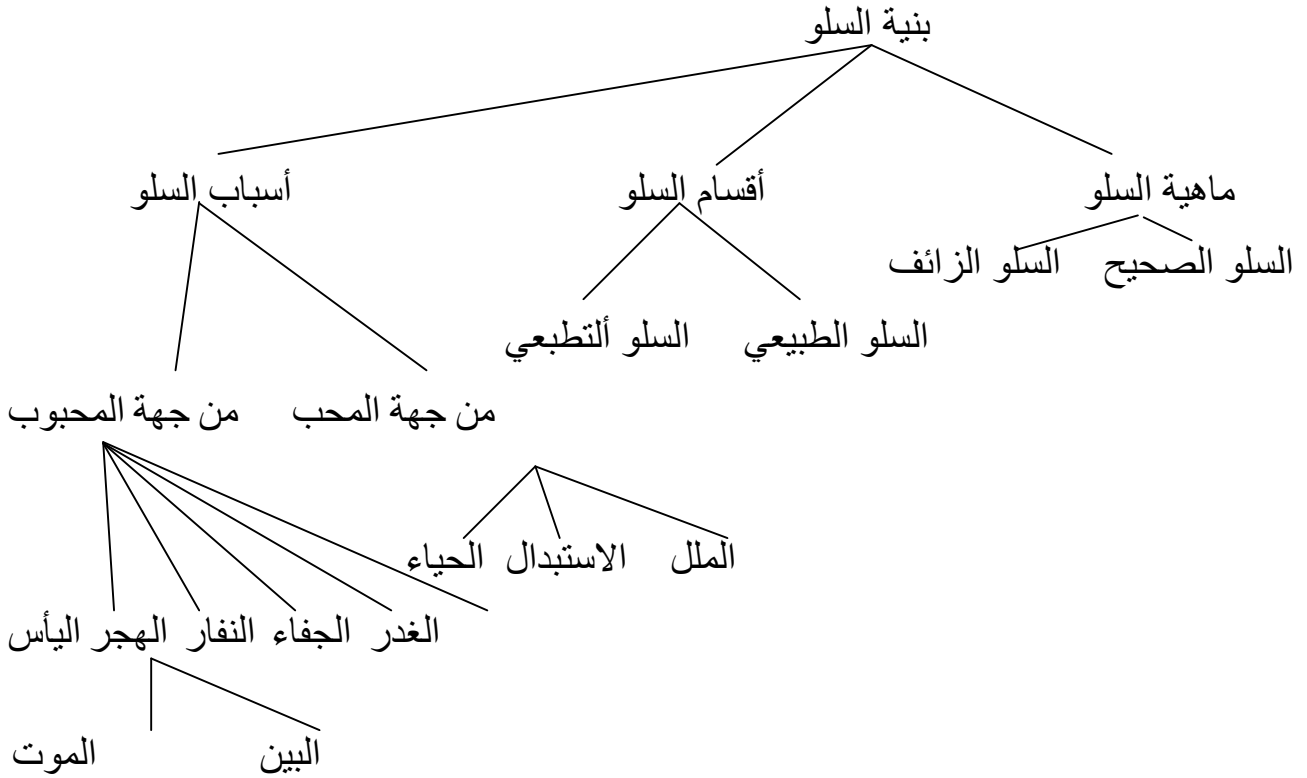 بنية السلو
ماهية السلو أقسام السلو أسباب السلو
السلو الصحيح السلو الزائف
السلو الطبيعي السلو ألتطبعي
من جهة المحب من جهة المحبوب
الملل الاستبدال الحياء
الغدر الجفاء النفار الهجر اليأس
البين الموت